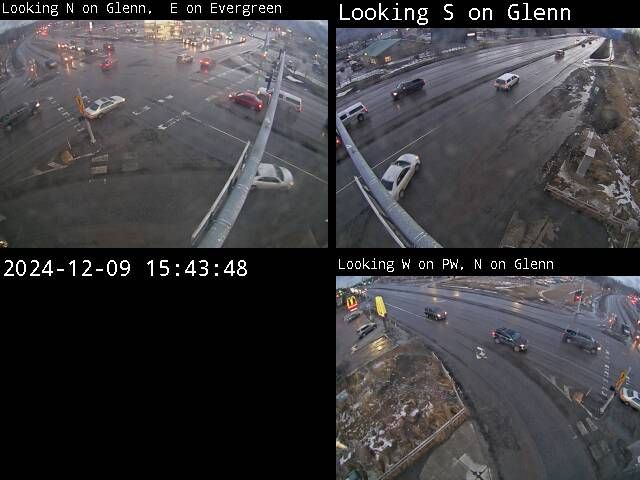 Looking N on Glenn,  E on Evergreen
Looking S on Glenn
2024-12-09 15:43:48
Looking W on PW, N on Glenn